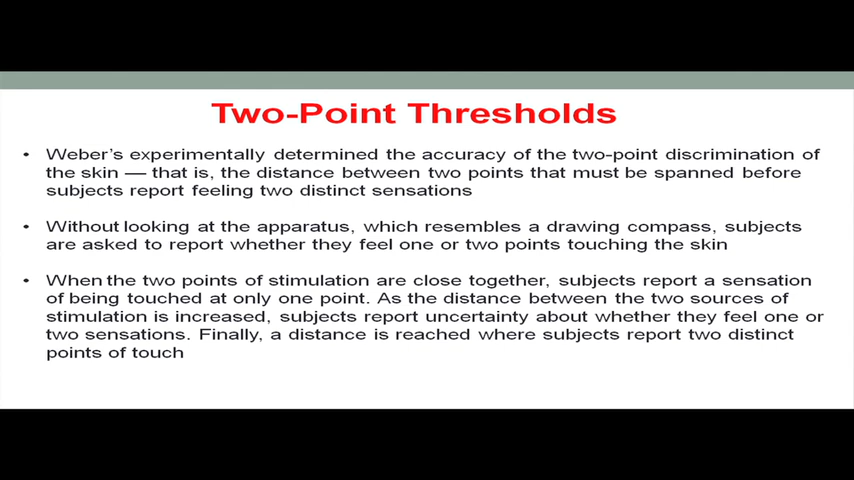 Two-Point Thresholds
• Weber's experimentally determined the accuracy of the two-point discrimination of
the skin — that is, the distance between two points that must be spanned before
subjects report feeling two distinct sensations
• Without looking at the apparatus, which resembles a drawing compass, subjects
are asked to report whether they feel one or two points touching the skin
• When the two points of stimulation are close together, subjects report a sensation
of being touched at only one point. As the distance between the two sources of
stimulation is increased, subjects report uncertainty about whether they feel one or
two sensations. Finally, a distance is reached where subjects report two distinct
points of touch